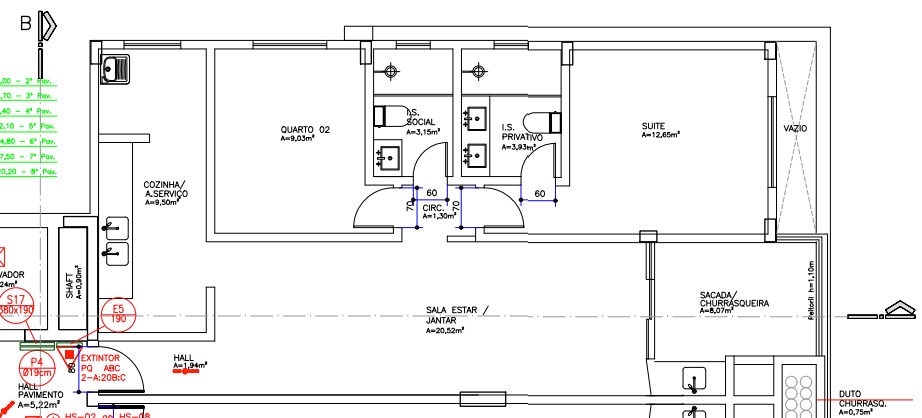 B
,00 - 2° Pav.
,70 - 3° Pav.
,40 - 4° Pav.
2,10 - 5° Pav.
4,80 - 6° Pav.
7,50 - 7° Pav.
20,20 - 8° Pav.
QUARTO 02
A=9,03m²
I.S.
SOCIAL
A=3,15m²
I.S.
PRIVATIVO
A=3,93m²
SUITE
A=12,65m²
VAZIO
COZINHA/
A.SERVIÇO
A=9,50m²
60
60
70
70
CIRC.
A=1,30m²
SHAFT
A=0,90m²
VADOR
24m²
S17
380x190
E5
190
SALA ESTAR /
JANTAR
A=20,52m²
SACADA/
CHURRASQUEIRA
A=8,07m²
Peitoril h=1,10m
P4
Ø19cm
80
EXTINTOR
PQ ABC
2-A:20B:C
HALL
A=1,94m²
HALL
PAVIMENTO
A=5,22m²
HS-02
HS-08
DUTO
CHURRASQ.
A=0,75m²